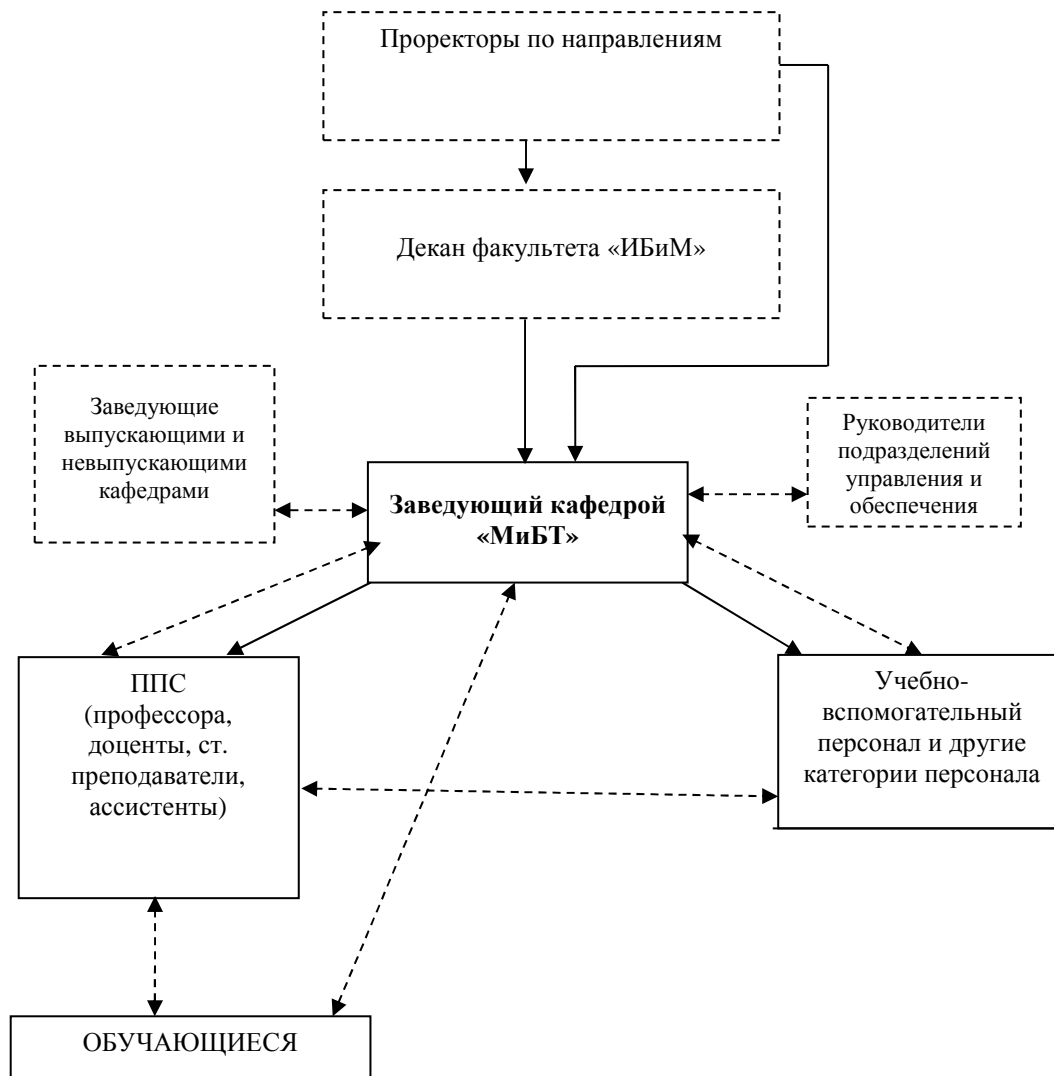 Проректоры по направлениям
Декан факультета «ИБиМ»
Заведующие
выпускающими и
невыпускающими
кафедрами
Руководители
подразделений
управления и
обеспечения
Заведующий кафедрой
«МиБТ»
ППС
(профессора,
доценты, ст.
преподаватели,
ассистенты)
Учебно-
вспомогательный
персонал и другие
категории персонала
ОБУЧАЮЩИЕСЯ